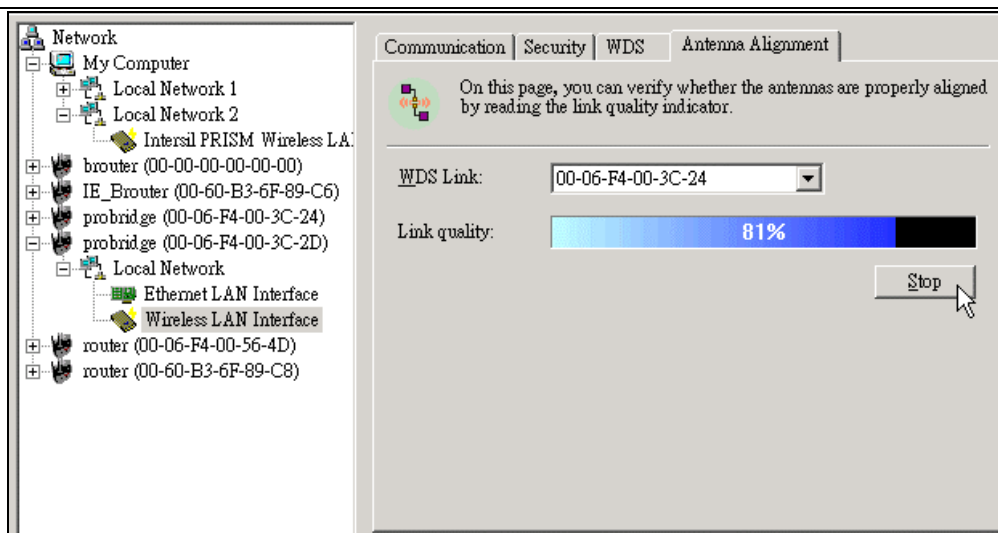 Network
My Computer
Local Network 1
Local Network 2
Intersil PRISM Wireless LA
brouter (00-00-00-00-00-00)
IE_Brouter (00-60-B3-6F-89-C6)
probridge (00-06-F4-00-3C-24)
probridge (00-06-F4-00-3C-2D)
Local Network
Ethernet LAN Interface
Wireless LAN Interface
router (00-06-F4-00-56-4D)
router (00-60-B3-6F-89-C8)
Communication Security WDS Antenna Alignment
On this page, you can verify whether the antennas are properly aligned
by reading the link quality indicator.
WDS Link: 00-06-F4-00-3C-24
Link quality: 81%
Stop